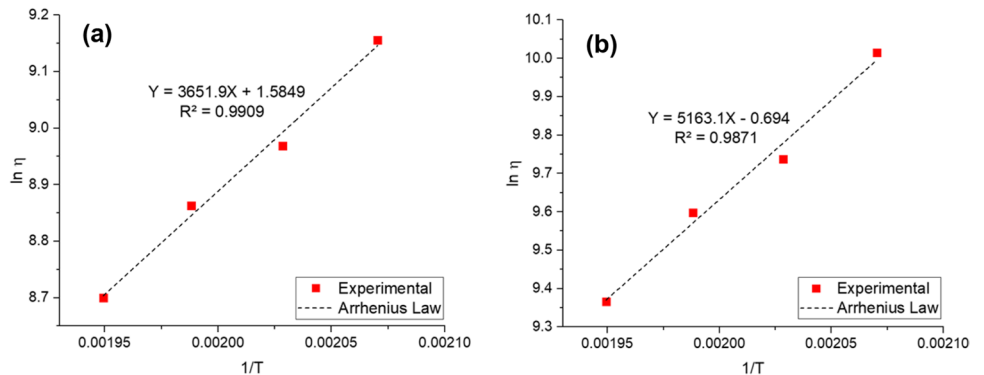 (a)
9.2
9.1
9.0
8.9
8.8
8.7
ln η
Y = 3651.9X + 1.5849
R² = 0.9909
Experimental
Arrhenius Law
0.00195 0.00200 0.00205 0.00210
1/T
(b)
10.1
10.0
9.9
9.8
9.7
9.6
9.5
9.4
9.3
ln η
Y = 5163.1X - 0.694
R² = 0.9871
Experimental
Arrhenius Law
0.00195 0.00200 0.00205 0.00210
1/T